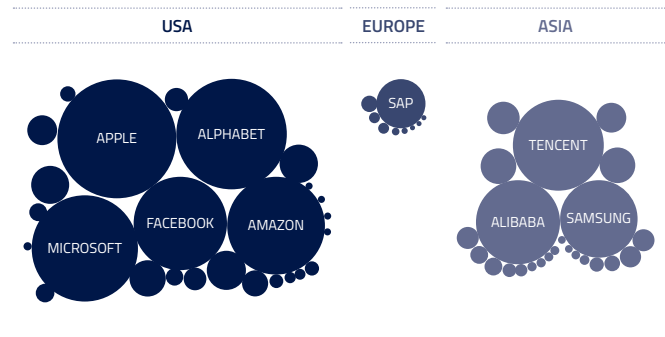 USA
EUROPE
ASIA
APPLE
ALPHABET
FACEBOOK
AMAZON
MICROSOFT
SAP
TENCENT
ALIBABA
SAMSUNG